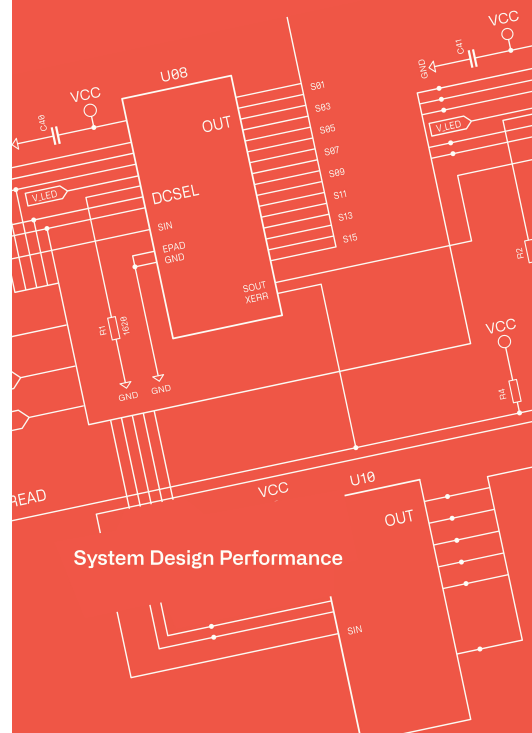 VCC
C41
GND
U08
VCC
C40
OUT
S01
S03
S05
S07
S09
S11
S13
S15
V_LED
V_LED
DCSEL
SIN
EPAD
GND
SOUT
XERR
R2
R1
1620
VCC
GND
GND
R4
READ
VCC
U10
OUT
System Design Performance
SIN